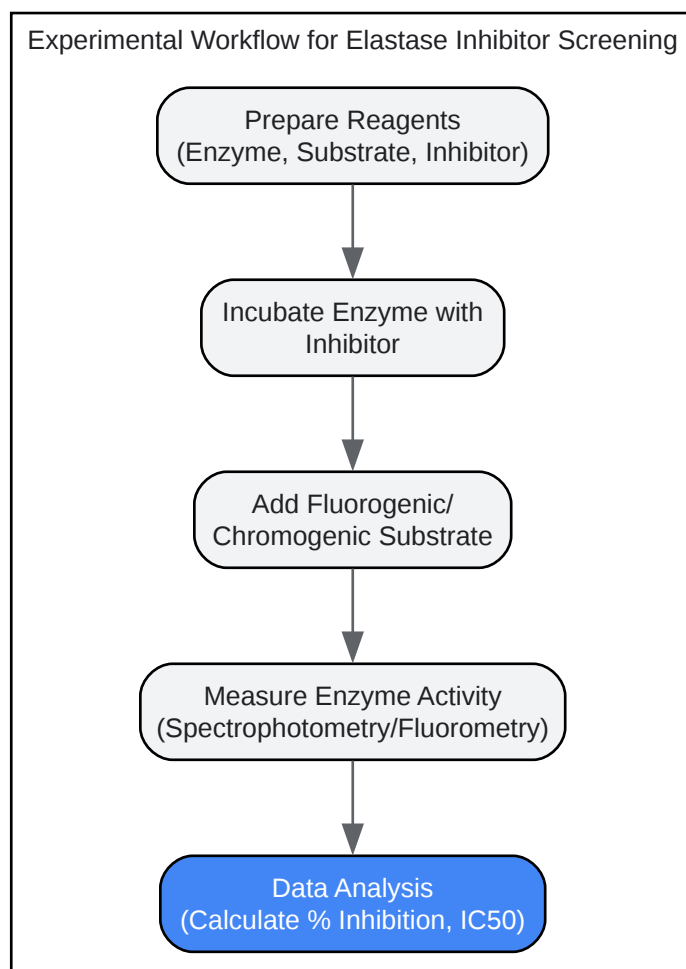 Experimental Workflow for Elastase Inhibitor Screening
Prepare Reagents
(Enzyme, Substrate, Inhibitor)
Incubate Enzyme with
Inhibitor
Add Fluorogenic/
Chromogenic Substrate
Measure Enzyme Activity
(Spectrophotometry/Fluorometry)
Data Analysis
(Calculate % Inhibition, IC50)